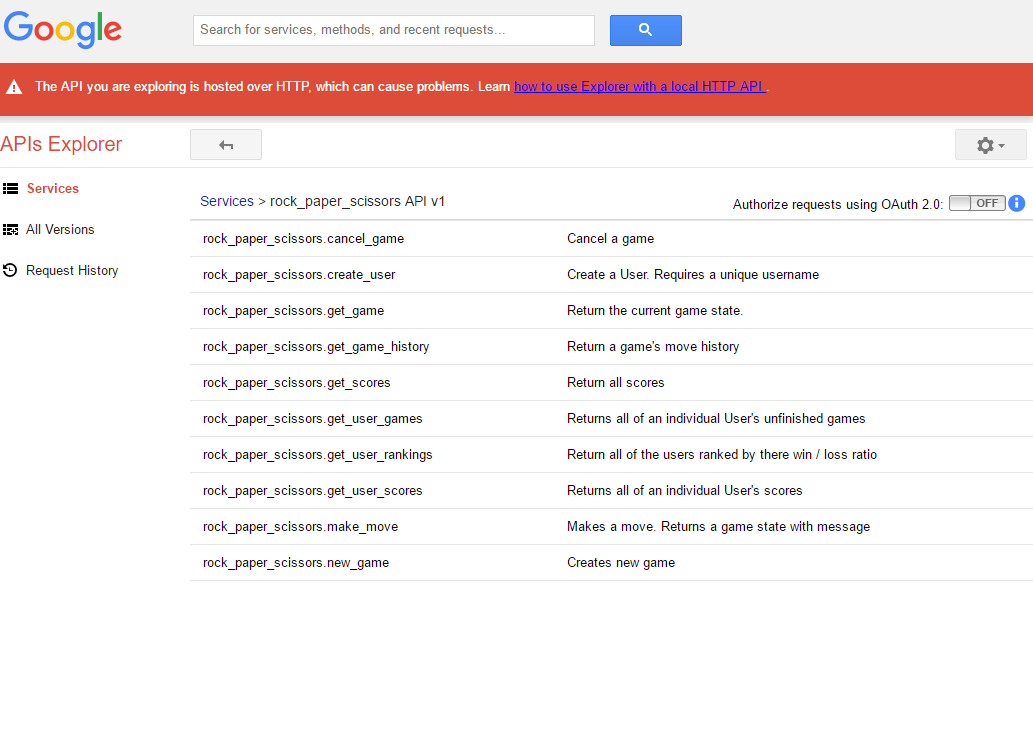 Google
Search for services, methods, and recent requests...
The API you are exploring is hosted over HTTP, which can cause problems. Learn how to use Explorer with a local HTTP API .
APIs Explorer
Services
All Versions
Request History
Services > rock_paper_scissors API v1
Authorize requests using OAuth 2.0: OFF
rock_paper_scissors.cancel_game Cancel a game
rock_paper_scissors.create_user Create a User. Requires a unique username
rock_paper_scissors.get_game Return the current game state.
rock_paper_scissors.get_game_history Return a game's move history
rock_paper_scissors.get_scores Return all scores
rock_paper_scissors.get_user_games Returns all of an individual User's unfinished games
rock_paper_scissors.get_user_rankings Return all of the users ranked by there win / loss ratio
rock_paper_scissors.get_user_scores Returns all of an individual User's scores
rock_paper_scissors.make_move Makes a move. Returns a game state with message
rock_paper_scissors.new_game Creates new game